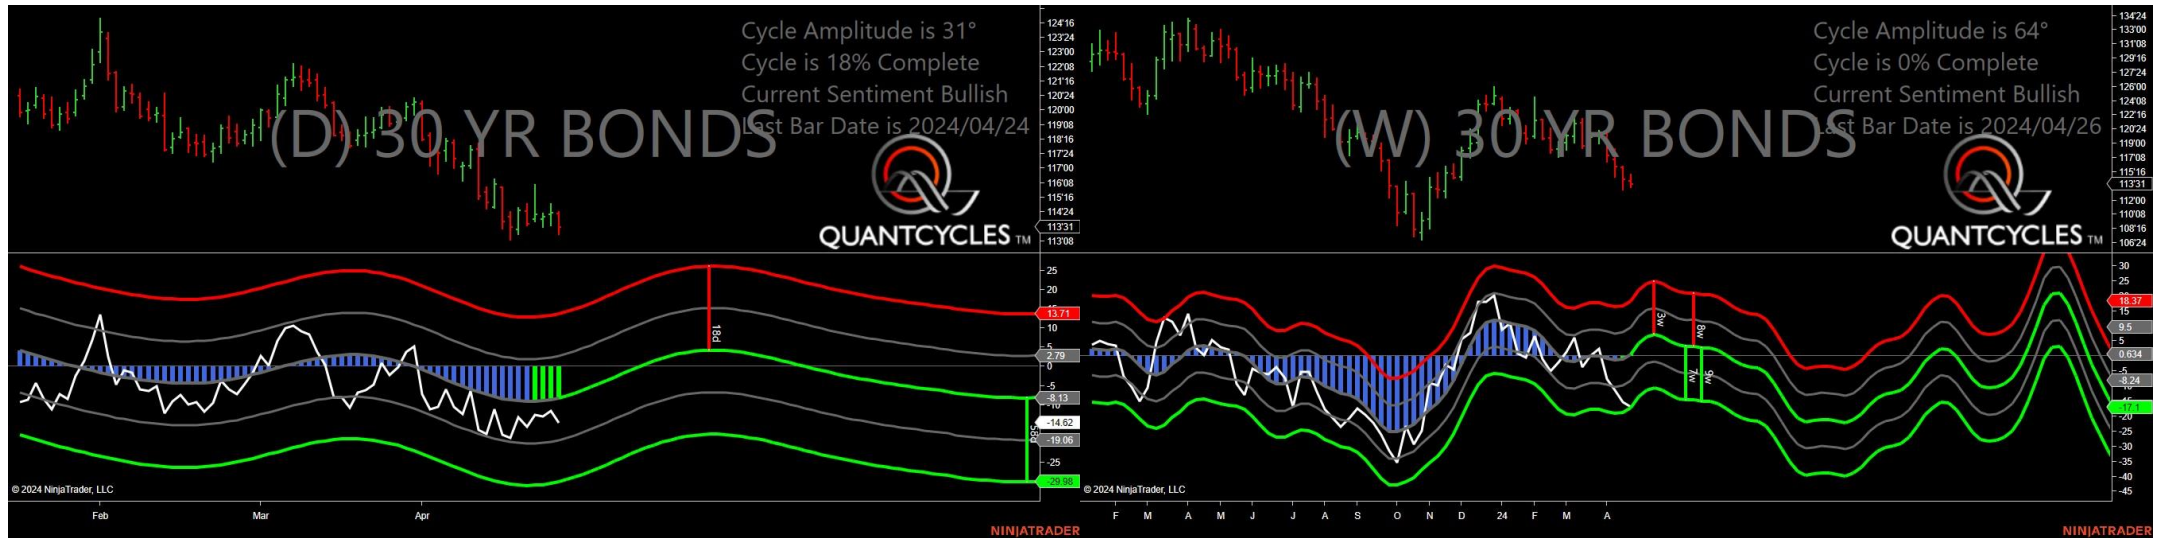 Cycle Amplitude is 31°
Cycle is 18% Complete
Current Sentiment Bullish
Last Bar Date is 2024/04/24
(D) 30 YR BONDS
QUANTCYCLES TM
124'16
123'24
123'00
122'08
121'16
120'24
120'00
119'08
118'16
117'24
117'00
116'08
115'16
114'24
113'31
113'08
25
20
15
13.71
10
5
2.79
0
-5
-8.13
-10
-14.62
-19.06
-25
-29.98
18d
58d
© 2024 NinjaTrader, LLC
Feb
Mar
Apr
NINJATRADER
Cycle Amplitude is 64°
Cycle is 0% Complete
Current Sentiment Bullish
Last Bar Date is 2024/04/26
(W) 30 YR BONDS
QUANTCYCLES TM
134'24
133'00
131'08
129'16
127'24
126'00
124'08
122'16
120'24
119'00
117'08
115'16
113'31
112'00
110'08
108'16
106'24
30
25
18.37
15
9.5
5
0.634
-5
-8.24
-17.1
-20
-25
-30
-35
-40
-45
3w
8w
7w
9w
© 2024 NinjaTrader, LLC
F
M
A
M
J
J
A
S
O
N
D
24
F
M
A
NINJATRADER